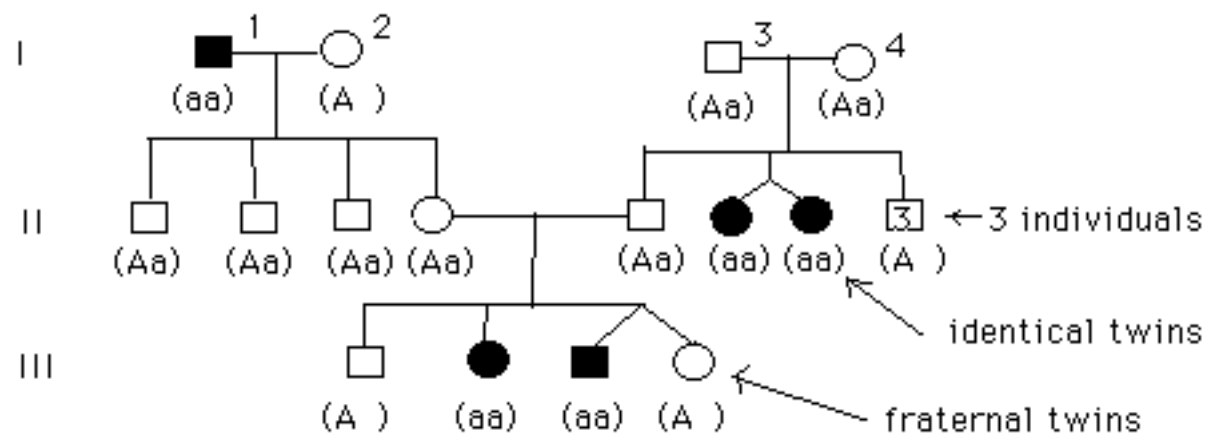 I 1 2 3 4
(aa) (A ) (Aa) (Aa)
II 3 ←3 individuals
(Aa) (Aa) (Aa) (Aa) (Aa) (aa) (aa) (A )
identical twins
III
(A ) (aa) (aa) (A ) fraternal twins